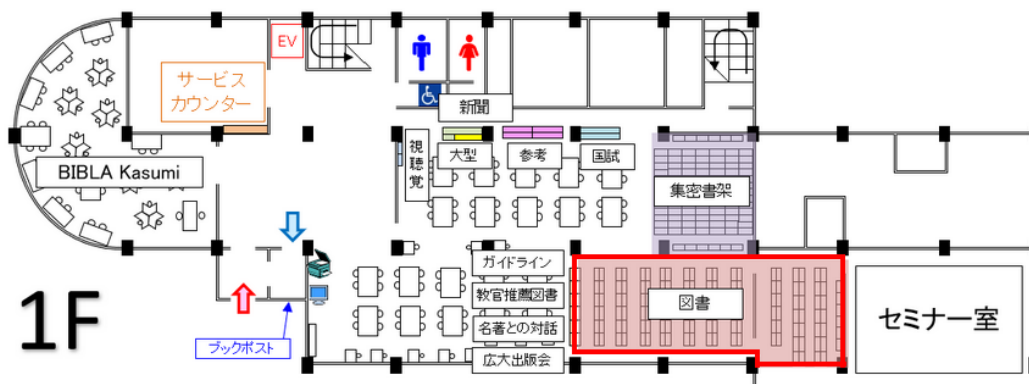 EV
サービス
カウンター
新聞
視聴覚
大型
参考
国試
BIBLA Kasumi
集密書架
ガイドライン
教官推薦図書
図書
名著との対話
広大出版会
1F
ブックポスト
セミナー室